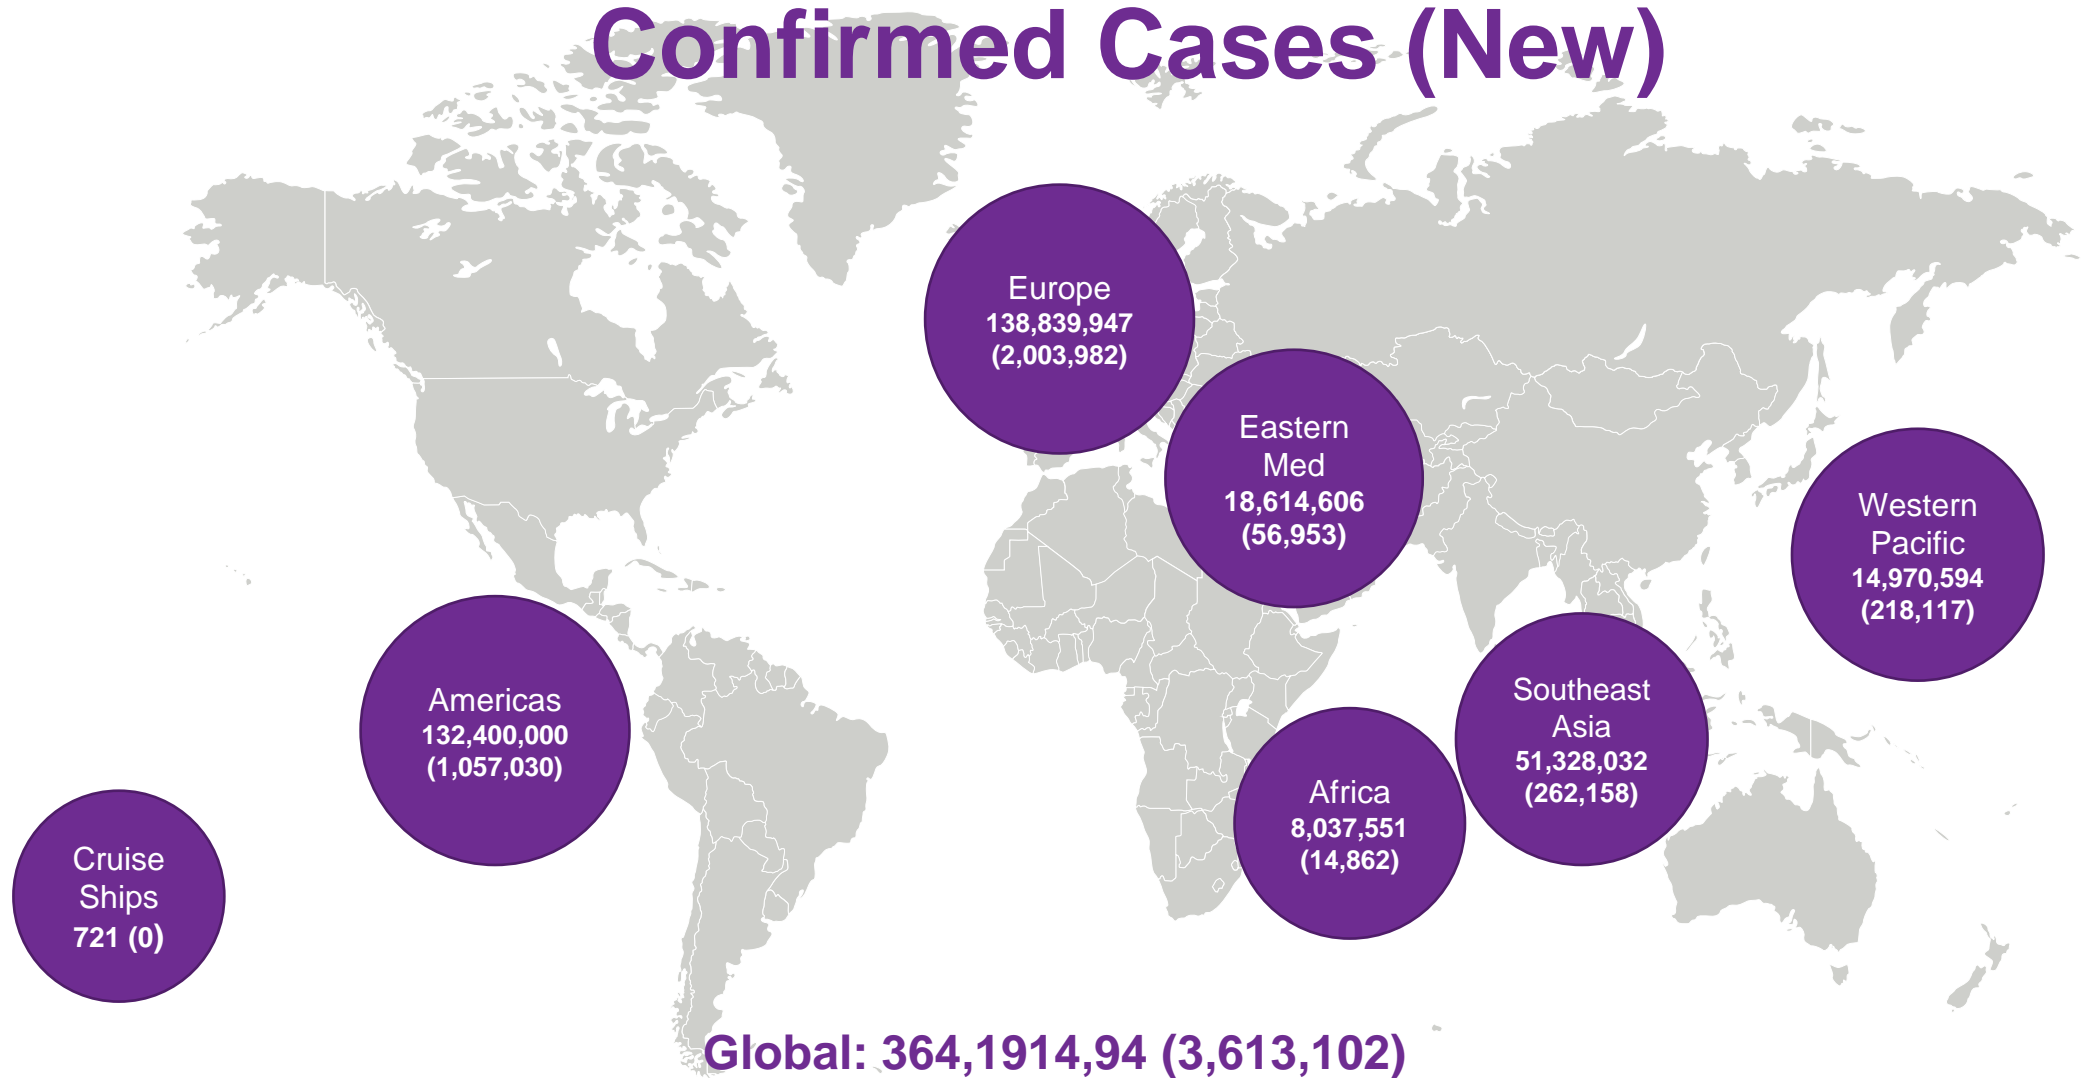 Confirmed Cases (New)
Europe
138,839,947
(2,003,982)
Eastern
Med
18,614,606
(56,953)
Western
Pacific
14,970,594
(218,117)
Americas
132,400,000
(1,057,030)
Southeast
Asia
51,328,032
(262,158)
Africa
8,037,551
(14,862)
Cruise
Ships
721 (0)
Global: 364,1914,94 (3,613,102)